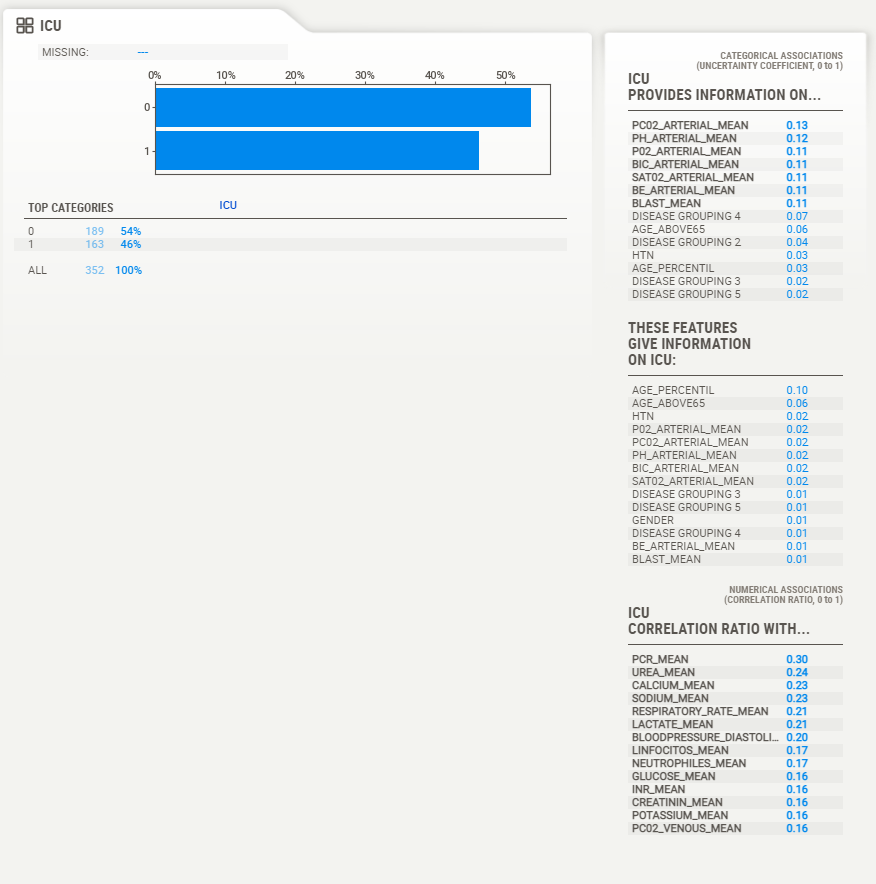 ICU
MISSING: ---
0% 10% 20% 30% 40% 50%
0
1
TOP CATEGORIES ICU
0 189 54%
1 163 46%
ALL 352 100%
CATEGORICAL ASSOCIATIONS
(UNCERTAINTY COEFFICIENT, 0 to 1)
ICU
PROVIDES INFORMATION ON...
PC02_ARTERIAL_MEAN 0.13
PH_ARTERIAL_MEAN 0.12
P02_ARTERIAL_MEAN 0.11
BIC_ARTERIAL_MEAN 0.11
SAT02_ARTERIAL_MEAN 0.11
BE_ARTERIAL_MEAN 0.11
BLAST_MEAN 0.11
DISEASE GROUPING 4 0.07
AGE_ABOVE65 0.06
DISEASE GROUPING 2 0.04
HTN 0.03
AGE_PERCENTIL 0.03
DISEASE GROUPING 3 0.02
DISEASE GROUPING 5 0.02
THESE FEATURES
GIVE INFORMATION
ON ICU:
AGE_PERCENTIL 0.10
AGE_ABOVE65 0.06
HTN 0.02
P02_ARTERIAL_MEAN 0.02
PC02_ARTERIAL_MEAN 0.02
PH_ARTERIAL_MEAN 0.02
BIC_ARTERIAL_MEAN 0.02
SAT02_ARTERIAL_MEAN 0.02
DISEASE GROUPING 3 0.01
DISEASE GROUPING 5 0.01
GENDER 0.01
DISEASE GROUPING 4 0.01
BE_ARTERIAL_MEAN 0.01
BLAST_MEAN 0.01
NUMERICAL ASSOCIATIONS
(CORRELATION RATIO, 0 to 1)
ICU
CORRELATION RATIO WITH...
PCR_MEAN 0.30
UREA_MEAN 0.24
CALCIUM_MEAN 0.23
SODIUM_MEAN 0.23
RESPIRATORY_RATE_MEAN 0.21
LACTATE_MEAN 0.21
BLOODPRESSURE_DIASTOLI... 0.20
LINFOCITOS_MEAN 0.17
NEUTROPHILES_MEAN 0.17
GLUCOSE_MEAN 0.16
INR_MEAN 0.16
CREATININ_MEAN 0.16
POTASSIUM_MEAN 0.16
PC02_VENOUS_MEAN 0.16